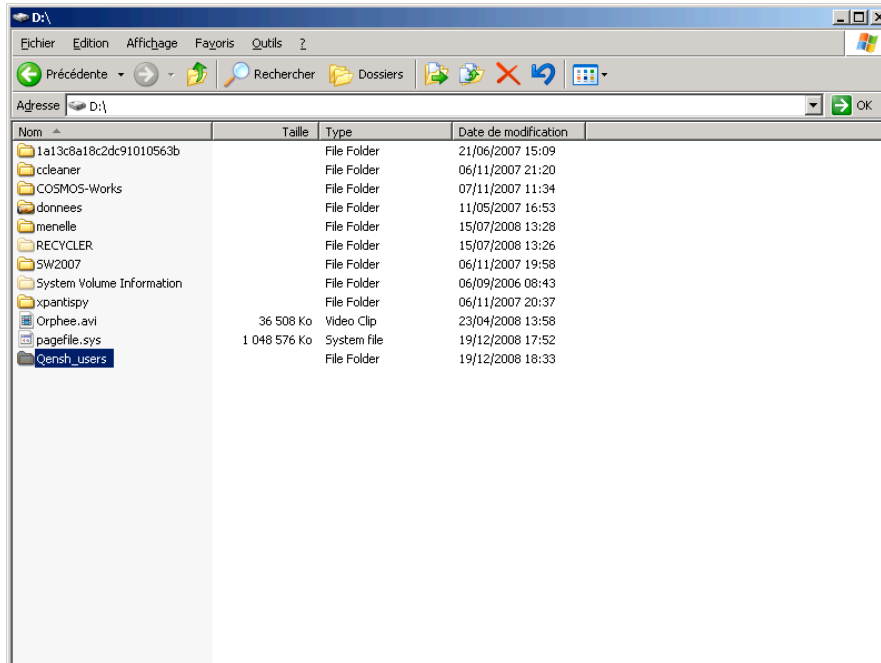 D:\
Fichier Edition Affichage Favoris Outils ?
Précédente Rechercher Dossiers
Adresse D:\ OK
Nom Taille Type Date de modification
1a13c8a18c2dc91010563b File Folder 21/06/2007 15:09
ccleaner File Folder 06/11/2007 21:20
COSMOS-Works File Folder 07/11/2007 11:34
donnees File Folder 11/05/2007 16:53
menelle File Folder 15/07/2008 13:28
RECYCLER File Folder 15/07/2008 13:26
SW2007 File Folder 06/11/2007 19:58
System Volume Information File Folder 06/09/2006 08:43
xpantispy File Folder 06/11/2007 20:37
Orphee.avi 36 508 Ko Video Clip 23/04/2008 13:58
pagefile.sys 1 048 576 Ko System file 19/12/2008 17:52
Qensh_users File Folder 19/12/2008 18:33